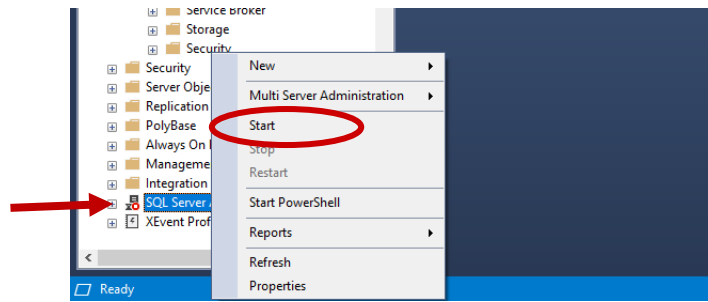 Service Broker
Storage
Security
Security
Server Obje
Replication
PolyBase
Always On
Manageme
Integration
SQL Server
XEvent Prof
New
Multi Server Administration
Start
Stop
Restart
Start PowerShell
Reports
Refresh
Properties
Ready